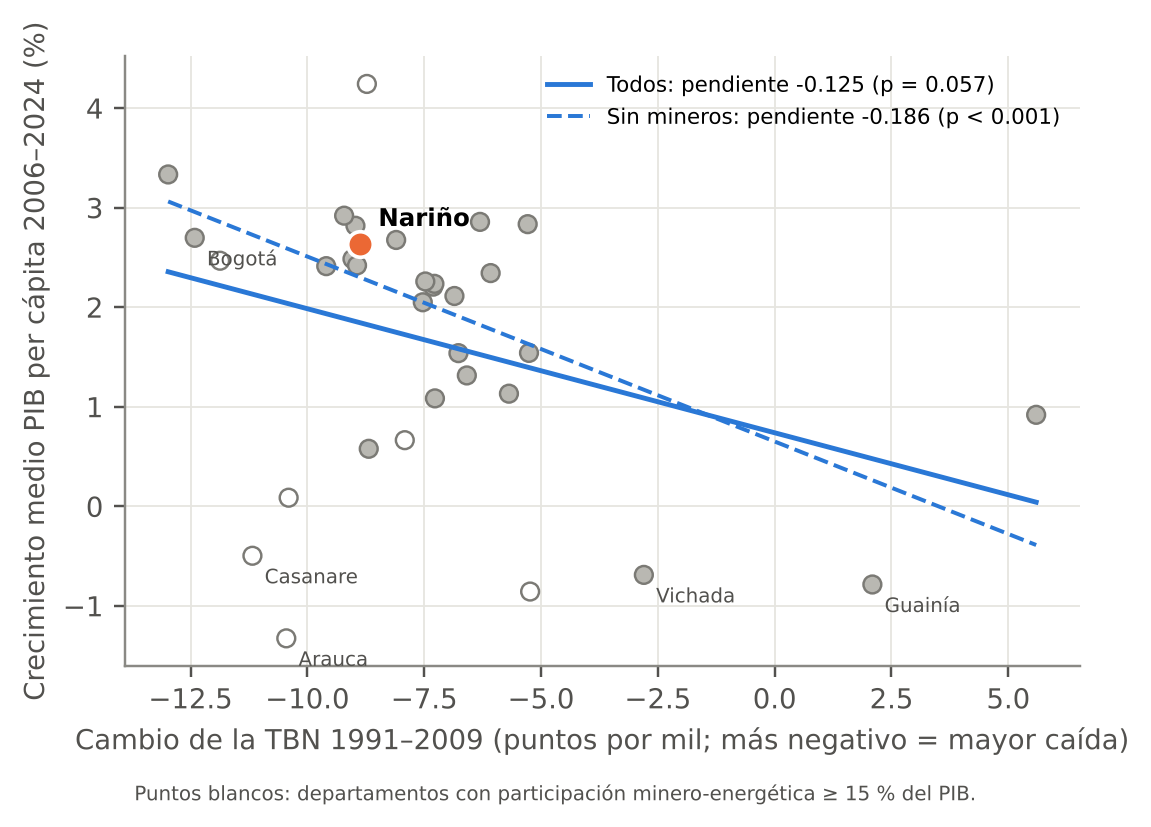 Crecimiento medio PIB per cápita 2006–2024 (%)
Todos: pendiente -0.125 (p = 0.057)
Sin mineros: pendiente -0.186 (p < 0.001)
4
3
2
1
0
−1
Nariño
Bogotá
Casanare
Vichada
Guainía
Arauca
−12.5 −10.0 −7.5 −5.0 −2.5 0.0 2.5 5.0
Cambio de la TBN 1991–2009 (puntos por mil; más negativo = mayor caída)
Puntos blancos: departamentos con participación minero-energética ≥ 15 % del PIB.